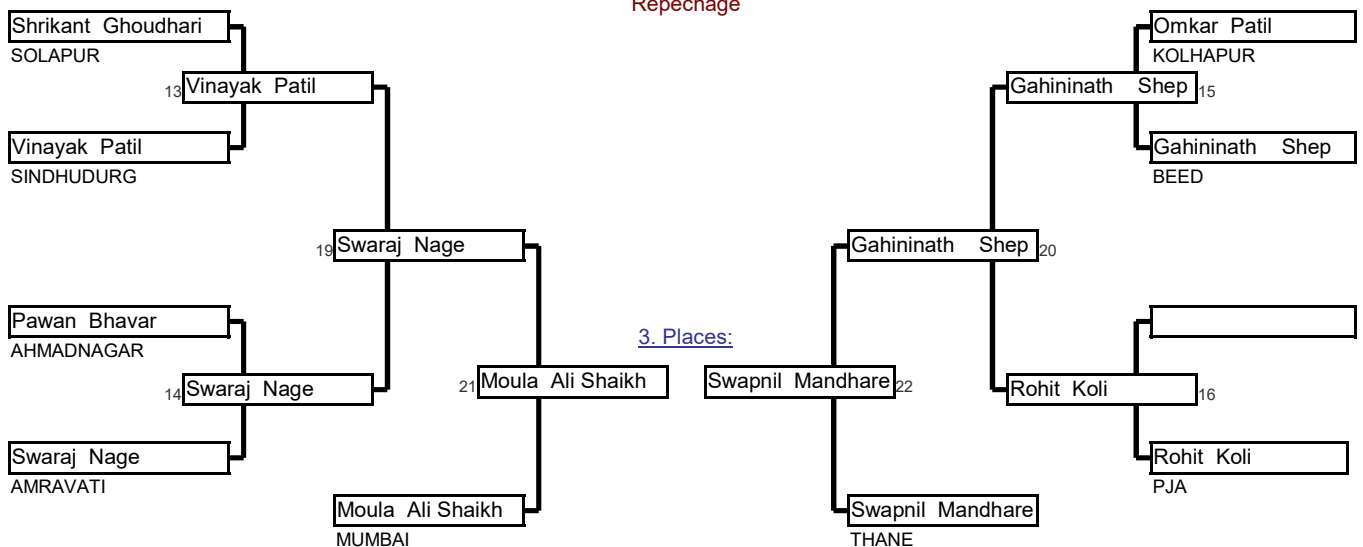 Repechage
Shrikant Ghoudhari
SOLAPUR
Omkar Patil
KOLHAPUR
13 Vinayak Patil
Gahininath Shep 15
Vinayak Patil
SINDHUDURG
Gahininath Shep
BEED
19 Swaraj Nage
Gahininath Shep 20
Pawan Bhavar
AHMADNAGAR
3. Places:
14 Swaraj Nage
21 Moula Ali Shaikh
Swapnil Mandhare 22
Rohit Koli 16
Swaraj Nage
AMRAVATI
Rohit Koli
PJA
Moula Ali Shaikh
MUMBAI
Swapnil Mandhare
THANE